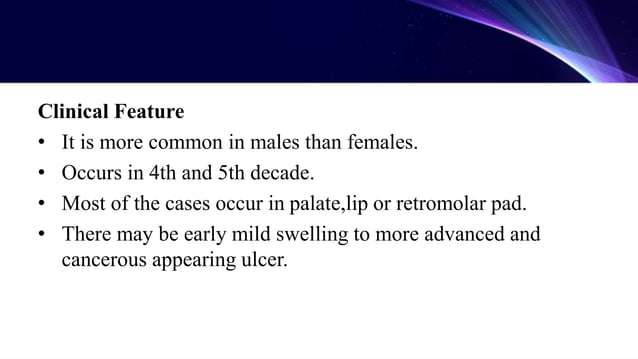 Clinical Feature
• It is more common in males than females.
• Occurs in 4th and 5th decade.
• Most of the cases occur in palate,lip or retromolar pad.
• There may be early mild swelling to more advanced and
cancerous appearing ulcer.